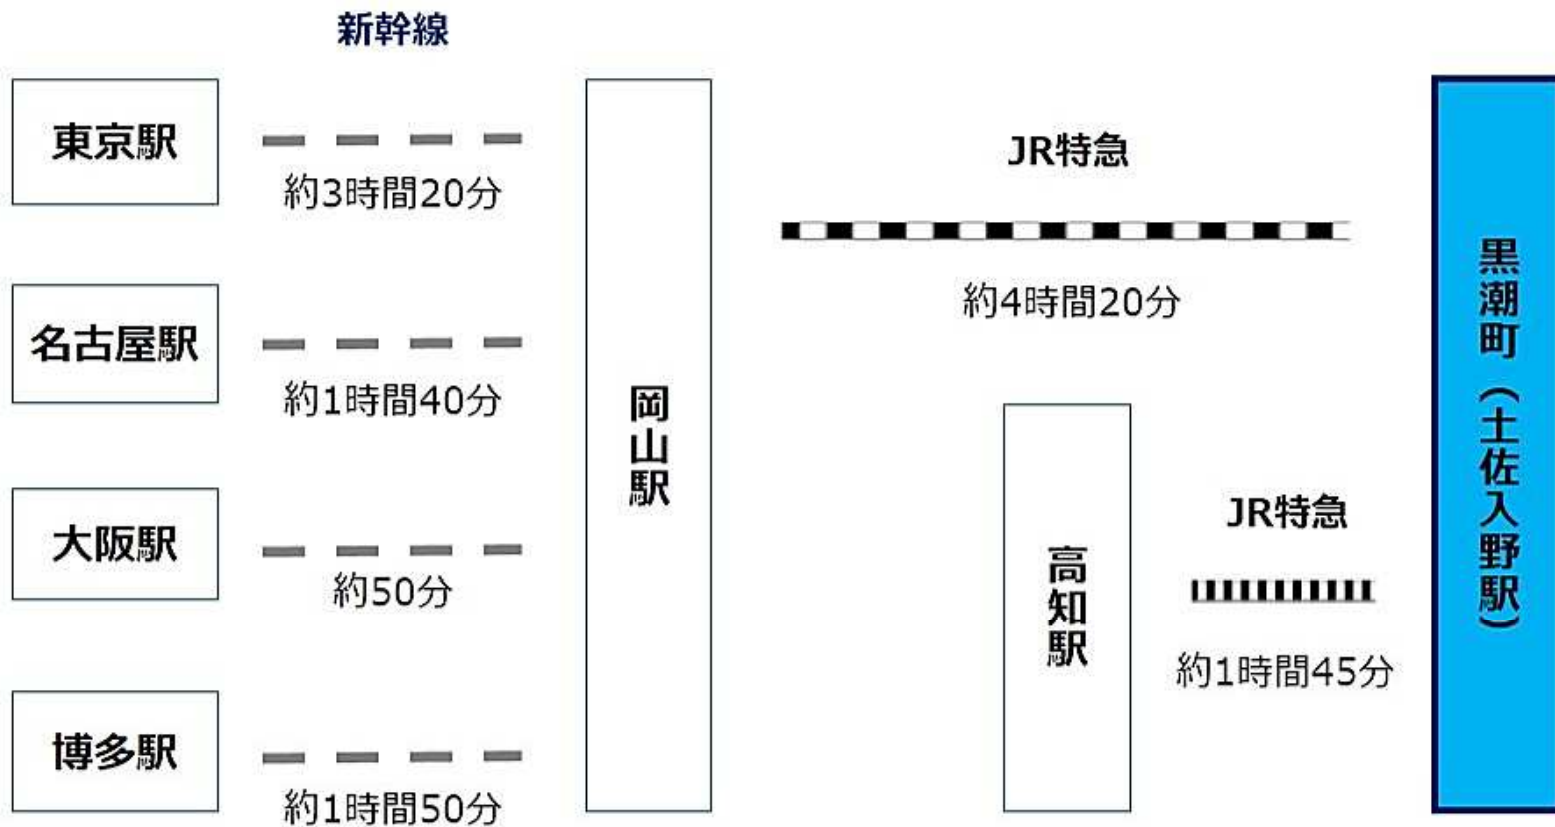 新幹線
東京駅
約3時間20分
名古屋駅
約1時間40分
大阪駅
約50分
博多駅
約1時間50分
岡山駅
JR特急
約4時間20分
高知駅
JR特急
約1時間45分
黒潮町（土佐入野駅）